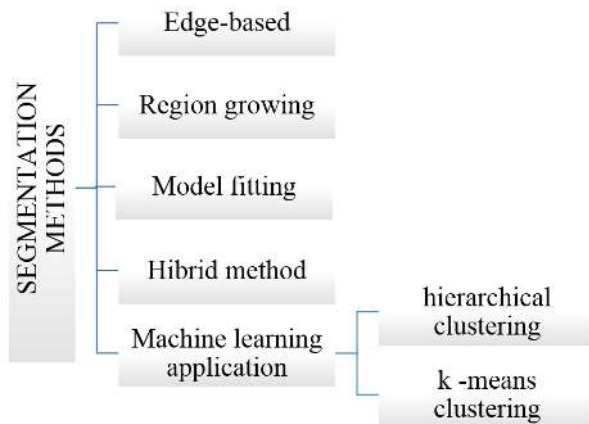 SEGMENTATION
METHODS
Edge-based
Region growing
Model fitting
Hibrid method
Machine learning
application
hierarchical
clustering
k -means
clustering